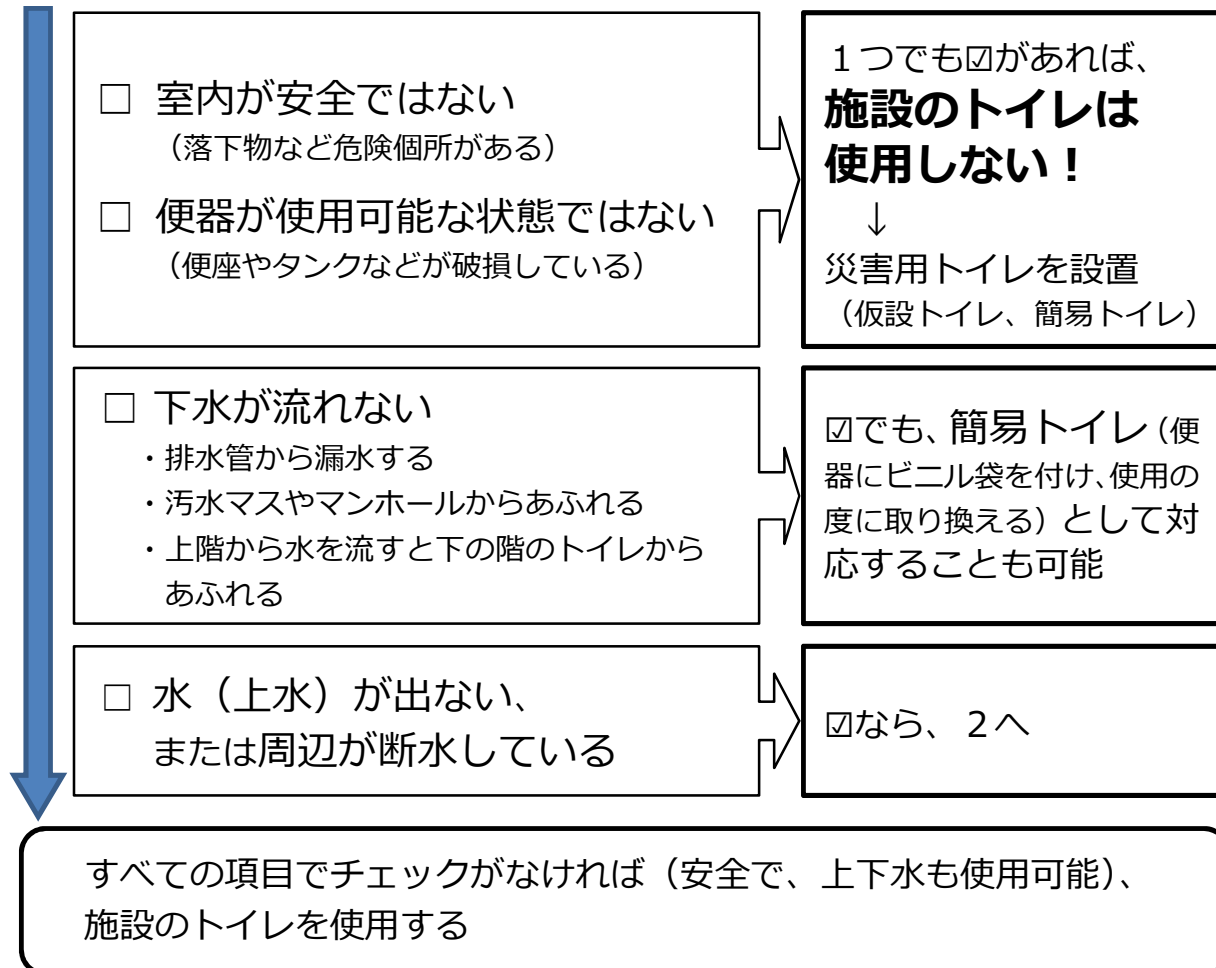 □ 室内が安全ではない
（落下物など危険個所がある）
□ 便器が使用可能な状態ではない
（便座やタンクなどが破損している）
１つでも☑があれば、
施設のトイレは
使用しない！
↓
災害用トイレを設置
（仮設トイレ、簡易トイレ）
□ 下水が流れない
・排水管から漏水する
・汚水マスやマンホールからあふれる
・上階から水を流すと下の階のトイレから
あふれる
☑でも、簡易トイレ（便
器にビニル袋を付け、使用の
度に取り換える）として対
応することも可能
□ 水（上水）が出ない、
または周辺が断水している
☑なら、２へ
すべての項目でチェックがなければ（安全で、上下水も使用可能）、
施設のトイレを使用する